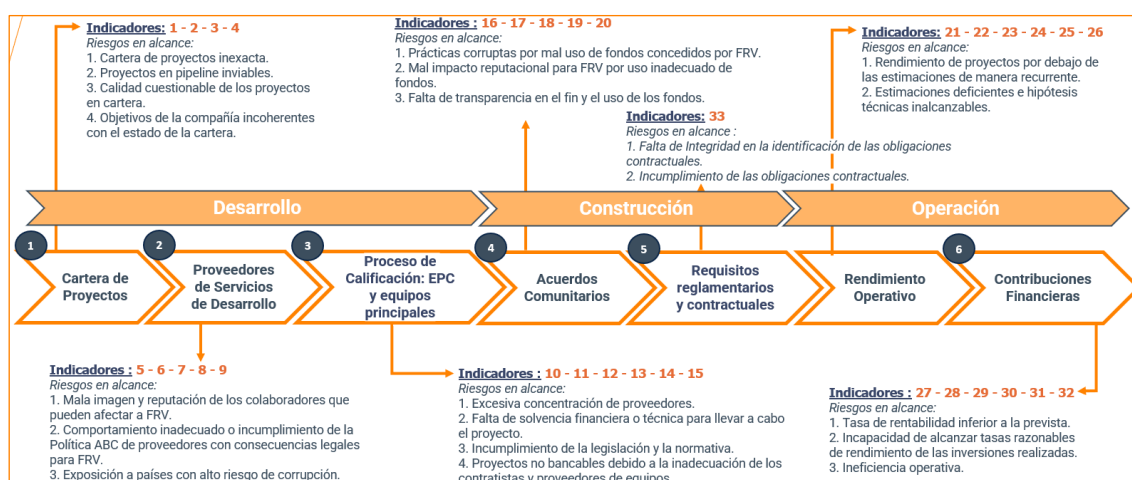 Indicadores: 1 - 2 - 3 - 4
Riesgos en alcance:
1. Cartera de proyectos inexacta.
2. Proyectos en pipeline inviables.
3. Calidad cuestionable de los proyectos
en cartera.
4. Objetivos de la compañía incoherentes
con el estado de la cartera.
Indicadores : 16 - 17 - 18 - 19 - 20
Riesgos en alcance:
1. Prácticas corruptas por mal uso de fondos concedidos por FRV.
2. Mal impacto reputacional para FRV por uso inadecuado de
fondos.
3. Falta de transparencia en el fin y el uso de los fondos.
Indicadores: 33
Riesgos en alcance :
1. Falta de Integridad en la identificación de las obligaciones
contractuales.
2. Incumplimiento de las obligaciones contractuales.
Indicadores: 21 - 22 - 23 - 24 - 25 - 26
Riesgos en alcance:
1. Rendimiento de proyectos por debajo de
las estimaciones de manera recurrente.
2. Estimaciones deficientes e hipótesis
técnicas inalcanzables.
Desarrollo
Construcción
Operación
1
Cartera de
Proyectos
2
Proveedores
de Servicios
de Desarrollo
3
Proceso de
Calificación: EPC
y equipos
principales
4
Acuerdos
Comunitarios
5
Requisitos
reglamentarios
y contractuales
Rendimiento
Operativo
6
Contribuciones
Financieras
Indicadores : 5 - 6 - 7 - 8 - 9
Riesgos en alcance:
1. Mala imagen y reputación de los colaboradores que
pueden afectar a FRV.
2. Comportamiento inadecuado o incumplimiento de la
Política ABC de proveedores con consecuencias legales
para FRV.
3. Exposición a países con alto riesgo de corrupción.
Indicadores : 10 - 11 - 12 - 13 - 14 - 15
Riesgos en alcance:
1. Excesiva concentración de proveedores.
2. Falta de solvencia financiera o técnica para llevar a cabo
el proyecto.
3. Incumplimiento de la legislación y la normativa.
4. Proyectos no bancables debido a la inadecuación de los
contratistas y proveedores de equipos.
Indicadores : 27 - 28 - 29 - 30 - 31 - 32
Riesgos en alcance:
1. Tasa de rentabilidad inferior a la prevista.
2. Incapacidad de alcanzar tasas razonables
de rendimiento de las inversiones realizadas.
3. Ineficiencia operativa.